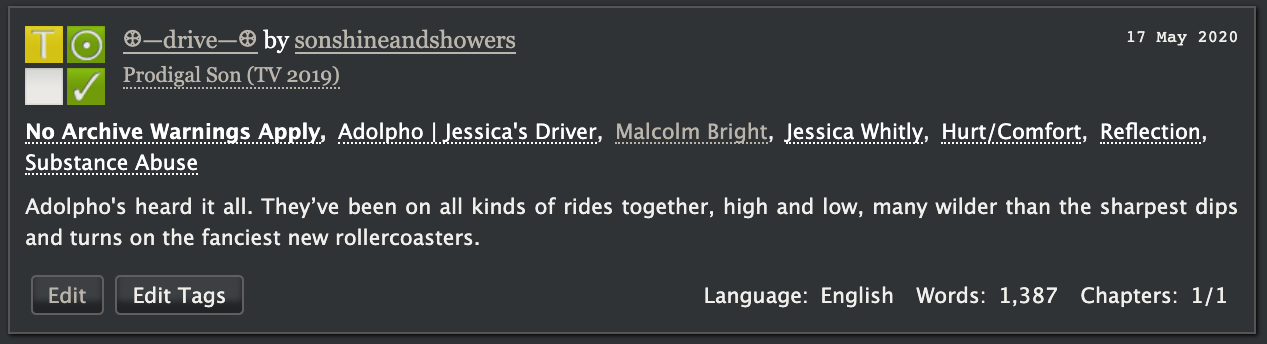 T
⊕—drive—⊕ by sonshineandshowers
17 May 2020
Prodigal Son (TV 2019)
No Archive Warnings Apply, Adolpho | Jessica's Driver, Malcolm Bright, Jessica Whitly, Hurt/Comfort, Reflection,
Substance Abuse
Adolpho's heard it all. They’ve been on all kinds of rides together, high and low, many wilder than the sharpest dips
and turns on the fanciest new rollercoasters.
Edit Edit Tags
Language: English Words: 1,387 Chapters: 1/1